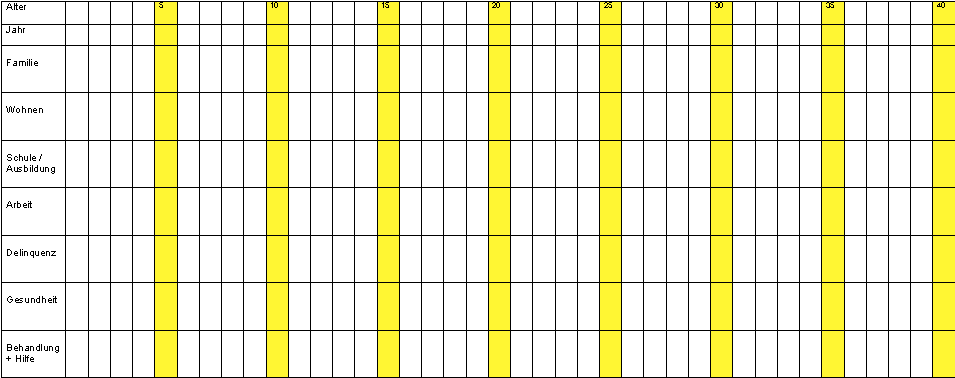 Alter 5 10 15 20 25 30 35 40
Jahr
Familie
Wohnen
Schule /
Ausbildung
Arbeit
Delinquenz
Gesundheit
Behandlung
+ Hilfe